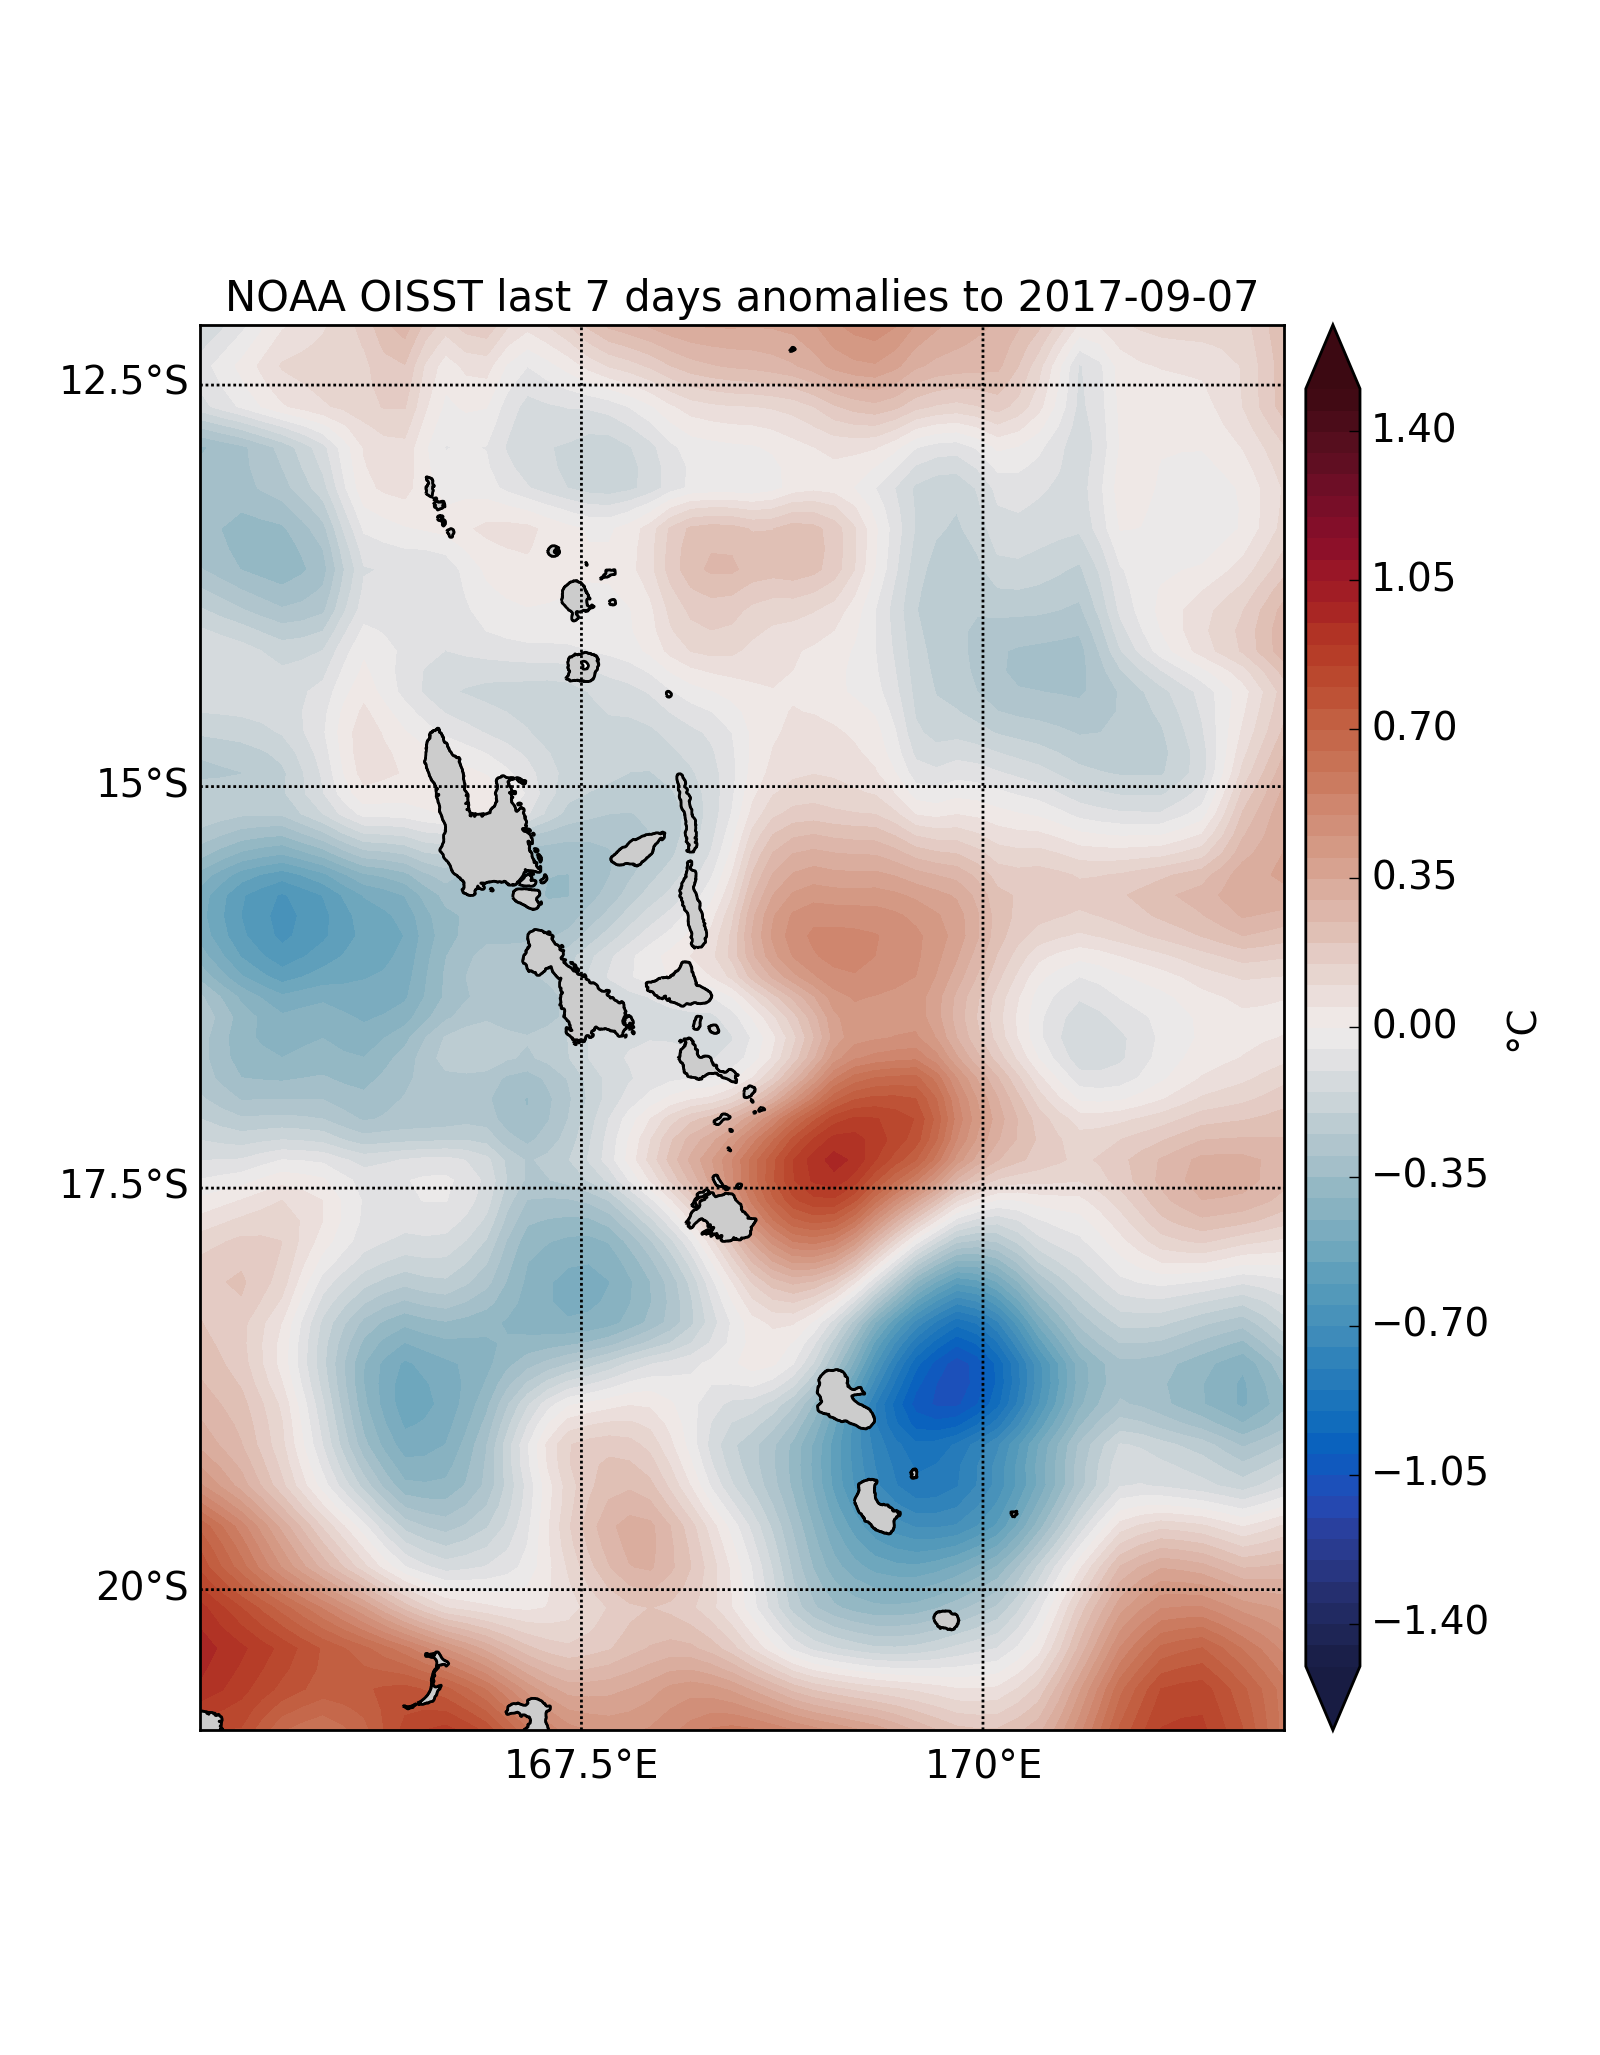 NOAA OISST last 7 days anomalies to 2017-09-07
12.5°S
15°S
17.5°S
20°S
167.5°E
170°E
1.40
1.05
0.70
0.35
0.00
−0.35
−0.70
−1.05
−1.40
°C